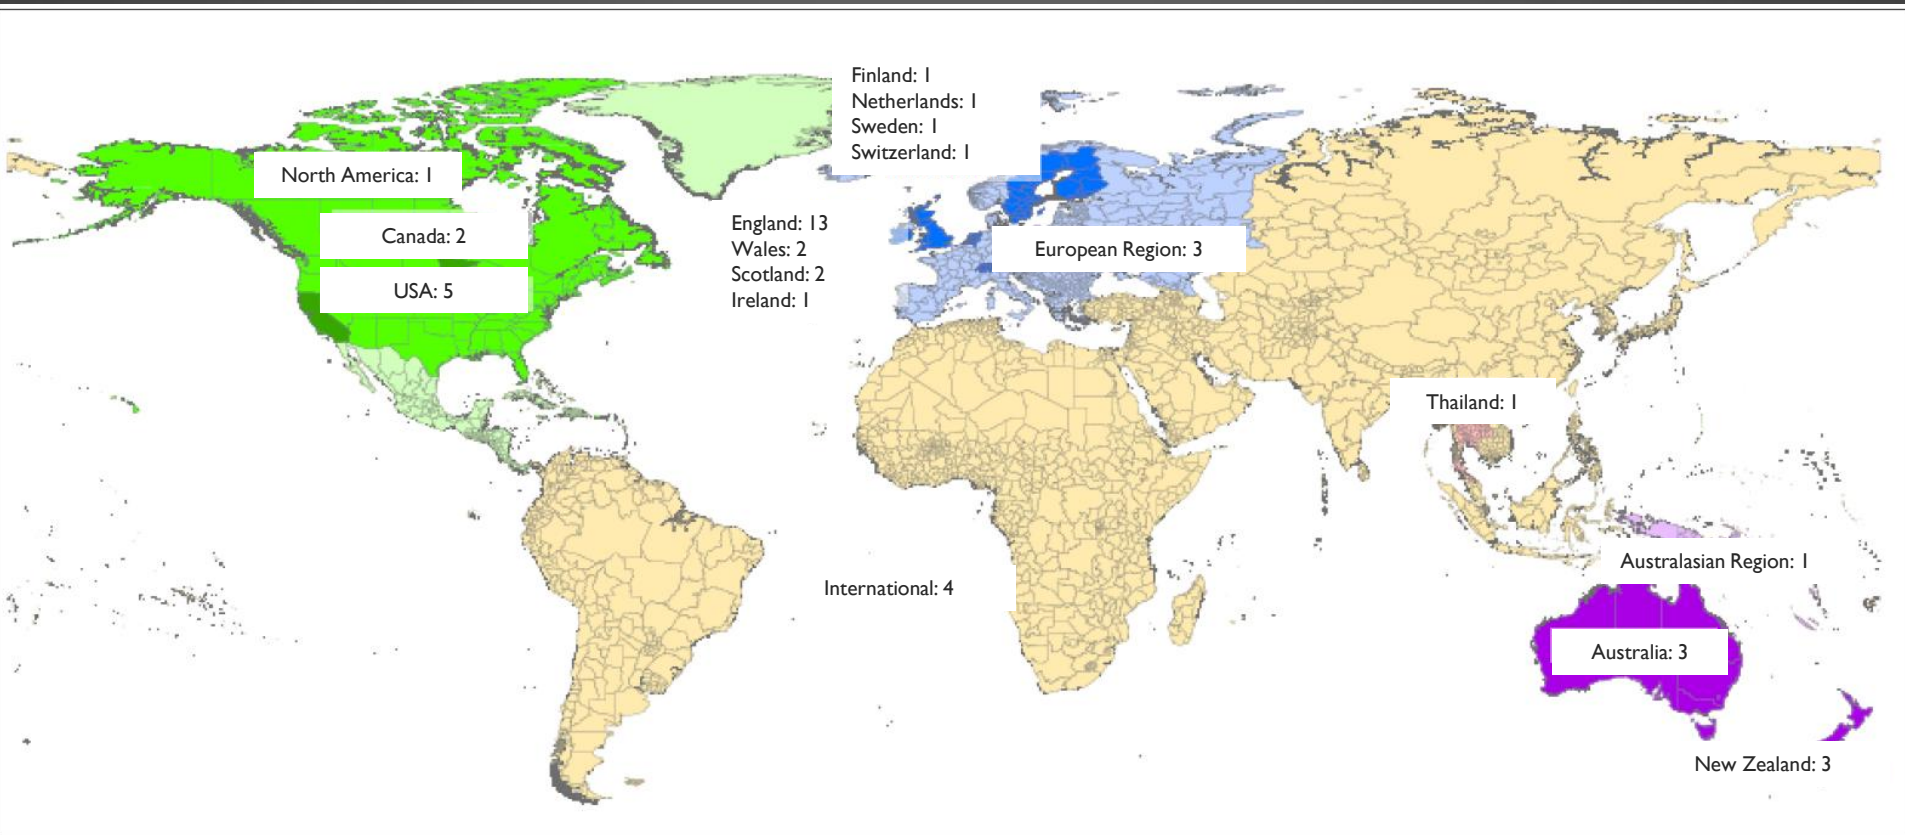 Finland: 1
Netherlands: 1
Sweden: 1
Switzerland: 1
North America: 1
Canada: 2
USA: 5
England: 13
Wales: 2
Scotland: 2
Ireland: 1
European Region: 3
Thailand: 1
International: 4
Australasian Region: 1
Australia: 3
New Zealand: 3